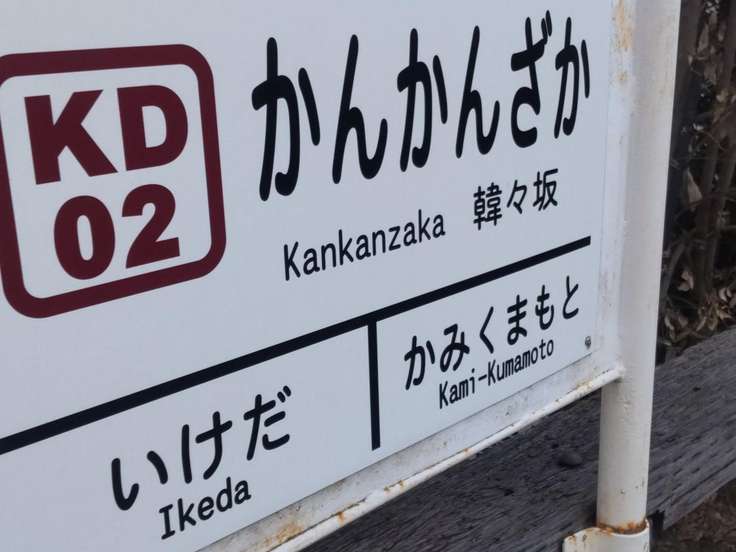 KD
02
かんかんざか
Kankanzaka 韓々坂
いけだ
Ikeda
かみくまもと
Kami-Kumamoto